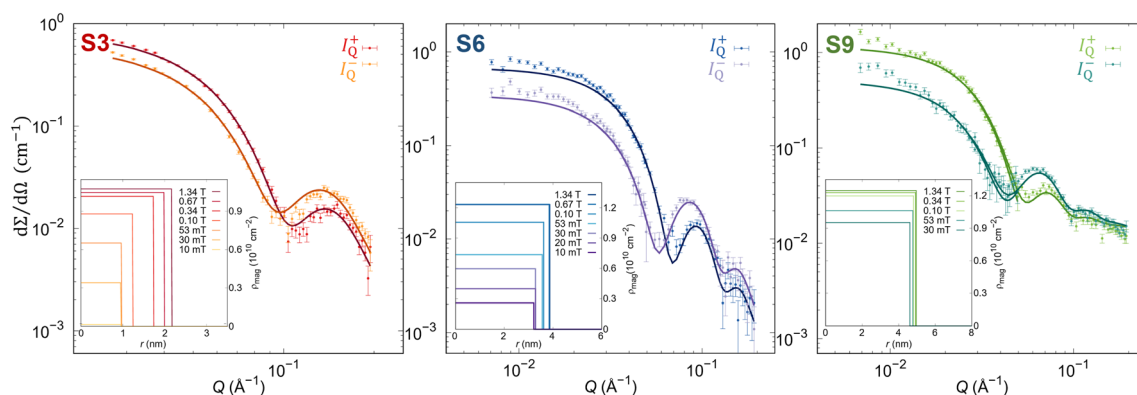 S3
I_Q^+
I_Q^-
10^0
10^-1
10^-2
10^-3
dΣ/dΩ (cm^-1)
1.34 T
0.67 T
0.34 T
0.10 T
53 mT
30 mT
10 mT
0.9
0.6
0.3
0
ρmag (10^10 cm^-2)
0 1 2 3
r (nm)
10^-1
Q (Å^-1)
S6
I_Q^+
I_Q^-
10^0
10^-1
10^-2
10^-3
1.34 T
0.67 T
0.10 T
53 mT
30 mT
20 mT
10 mT
1.2
0.9
0.6
0.3
0
ρmag (10^10 cm^-2)
0 2 4 6
r (nm)
10^-2 10^-1
Q (Å^-1)
S9
I_Q^+
I_Q^-
10^0
10^-1
10^-2
10^-3
1.34 T
0.34 T
0.10 T
53 mT
30 mT
1.2
0.9
0.6
0.3
0
ρmag (10^10 cm^-2)
0 2 4 6 8
r (nm)
10^-2 10^-1
Q (Å^-1)